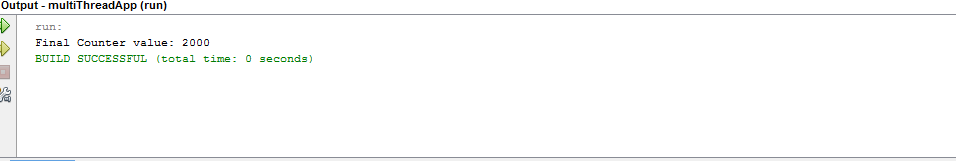 Output - multiThreadApp (run)
run:
Final Counter value: 2000
BUILD SUCCESSFUL (total time: 0 seconds)